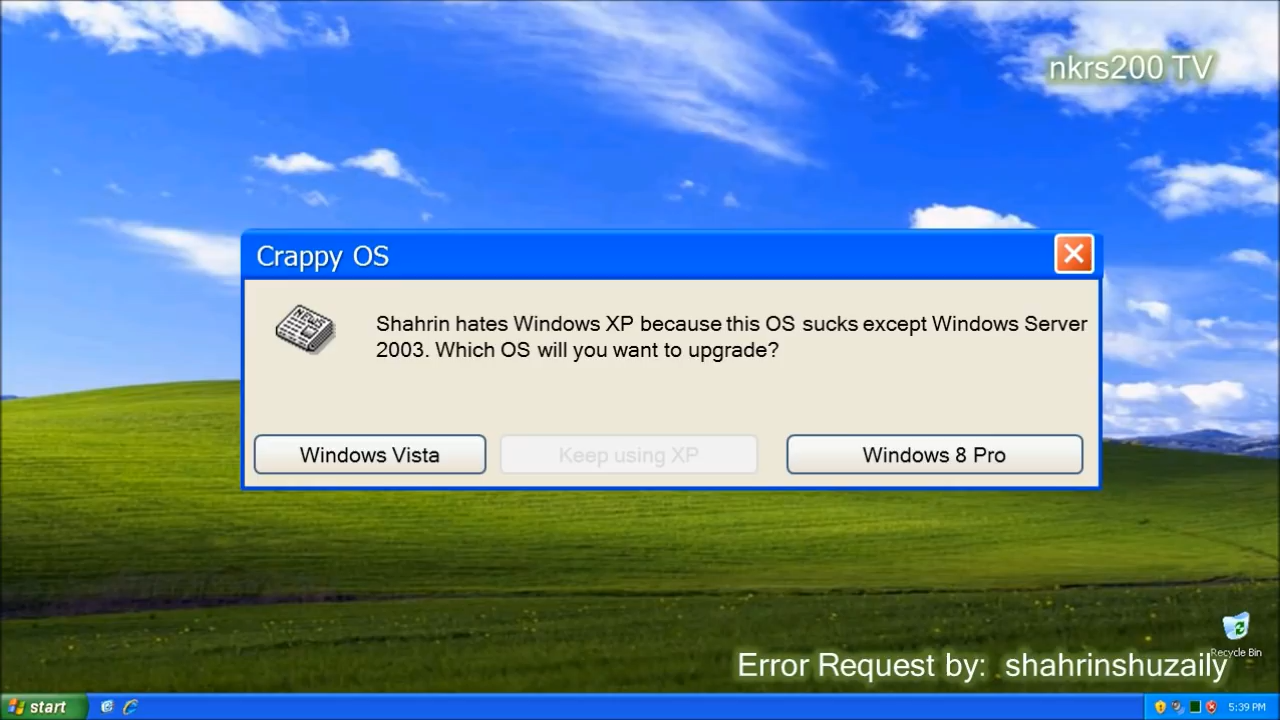 nkrs200 TV
Crappy OS
NEWS
Shahrin hates Windows XP because this OS sucks except Windows Server
2003. Which OS will you want to upgrade?
Windows Vista
Keep using XP
Windows 8 Pro
Recycle Bin
Error Request by: shahrinshuzaily
start
5:39 PM